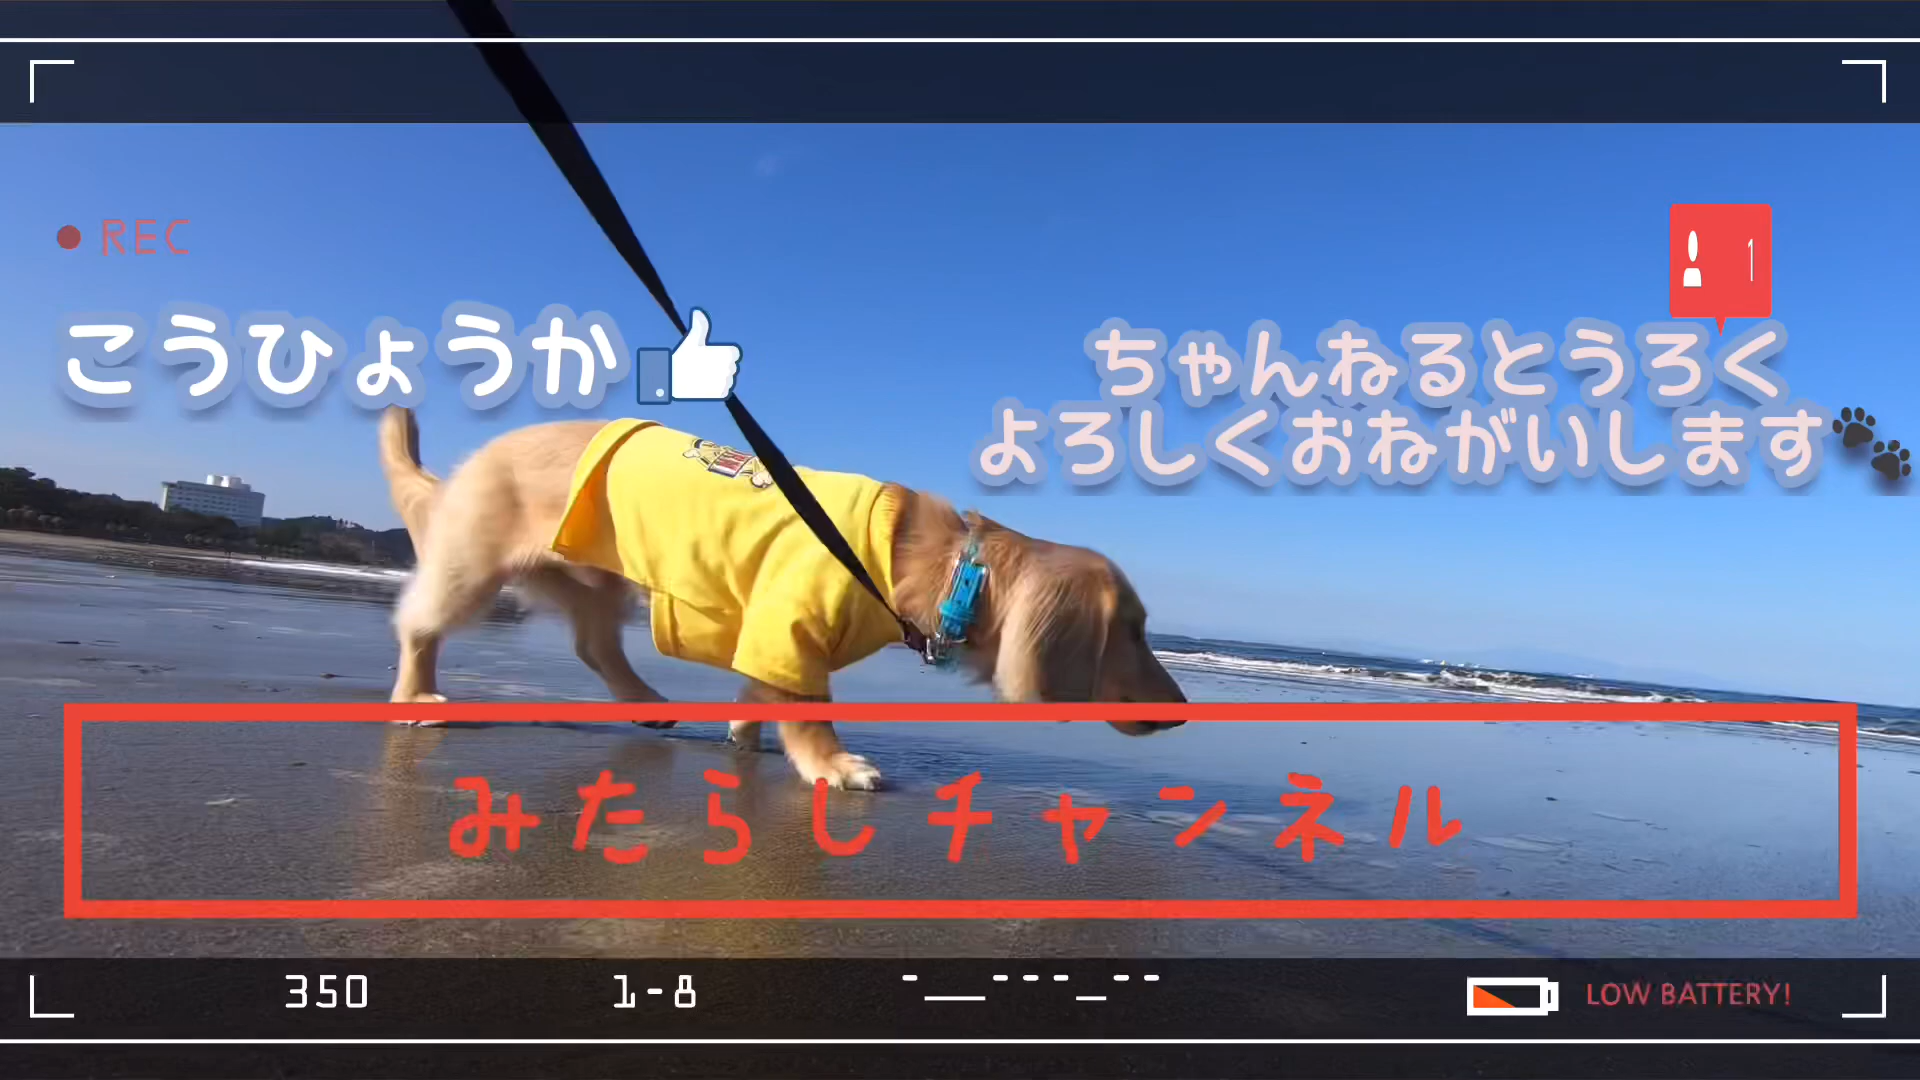 REC
1
こうひょうか
ちゃんねるとうろく
よろしくおねがいします
みたらしチャンネル
350
1-8
LOW BATTERY!